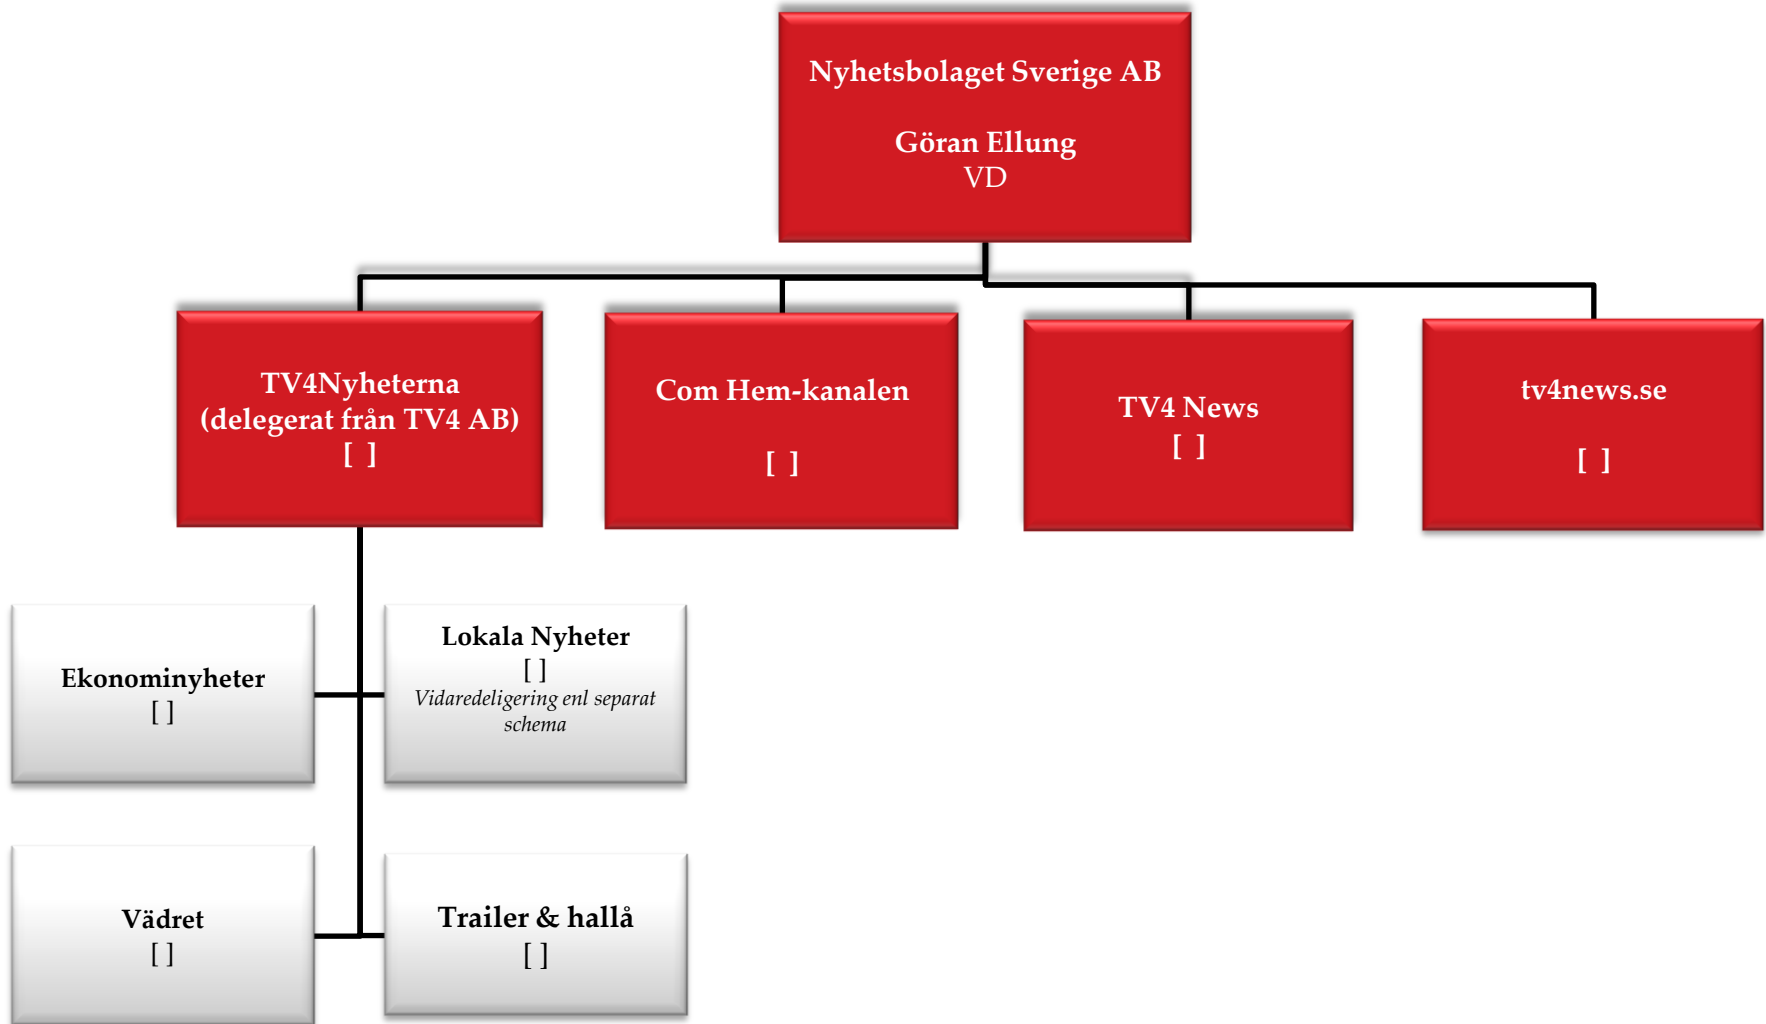 Nyhetsbolaget Sverige AB
Göran Ellung
VD
TV4Nyheterna
(delegerat från TV4 AB)
[ ]
Com Hem-kanalen
[ ]
TV4 News
[ ]
tv4news.se
[ ]
Ekonominyheter
[ ]
Lokala Nyheter
[ ]
Vidaredeligering enl separat
schema
Vädret
[ ]
Trailer & hallå
[ ]